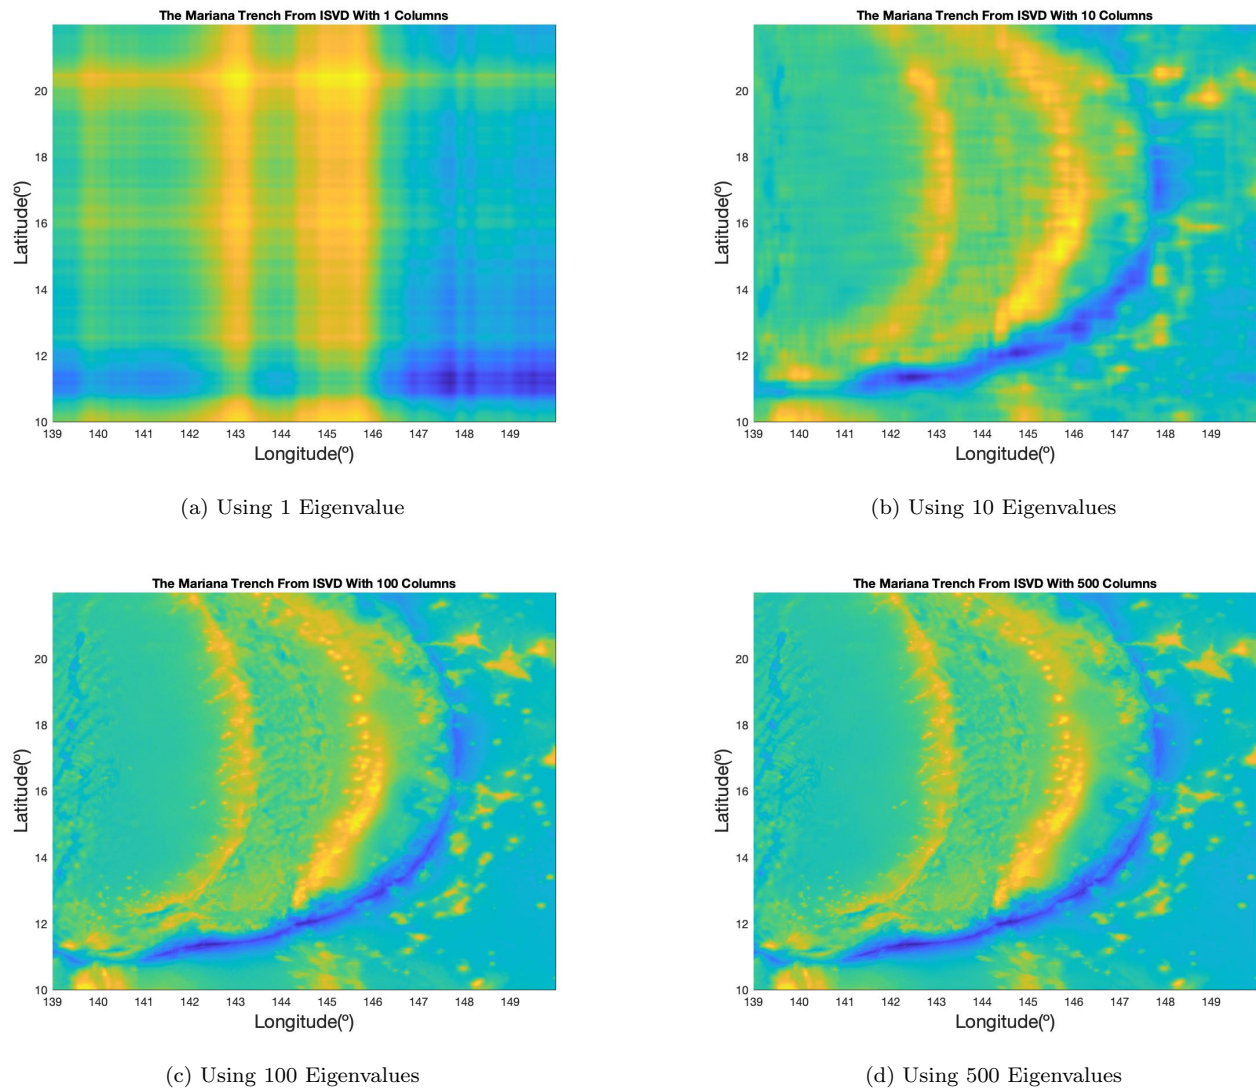 The Mariana Trench From ISVD With 1 Columns
Latitude(º)
20
18
16
14
12
10
139 140 141 142 143 144 145 146 147 148 149
Longitude(º)
(a) Using 1 Eigenvalue
The Mariana Trench From ISVD With 10 Columns
Latitude(º)
20
18
16
14
12
10
139 140 141 142 143 144 145 146 147 148 149
Longitude(º)
(b) Using 10 Eigenvalues
The Mariana Trench From ISVD With 100 Columns
Latitude(º)
20
18
16
14
12
10
139 140 141 142 143 144 145 146 147 148 149
Longitude(º)
(c) Using 100 Eigenvalues
The Mariana Trench From ISVD With 500 Columns
Latitude(º)
20
18
16
14
12
10
139 140 141 142 143 144 145 146 147 148 149
Longitude(º)
(d) Using 500 Eigenvalues